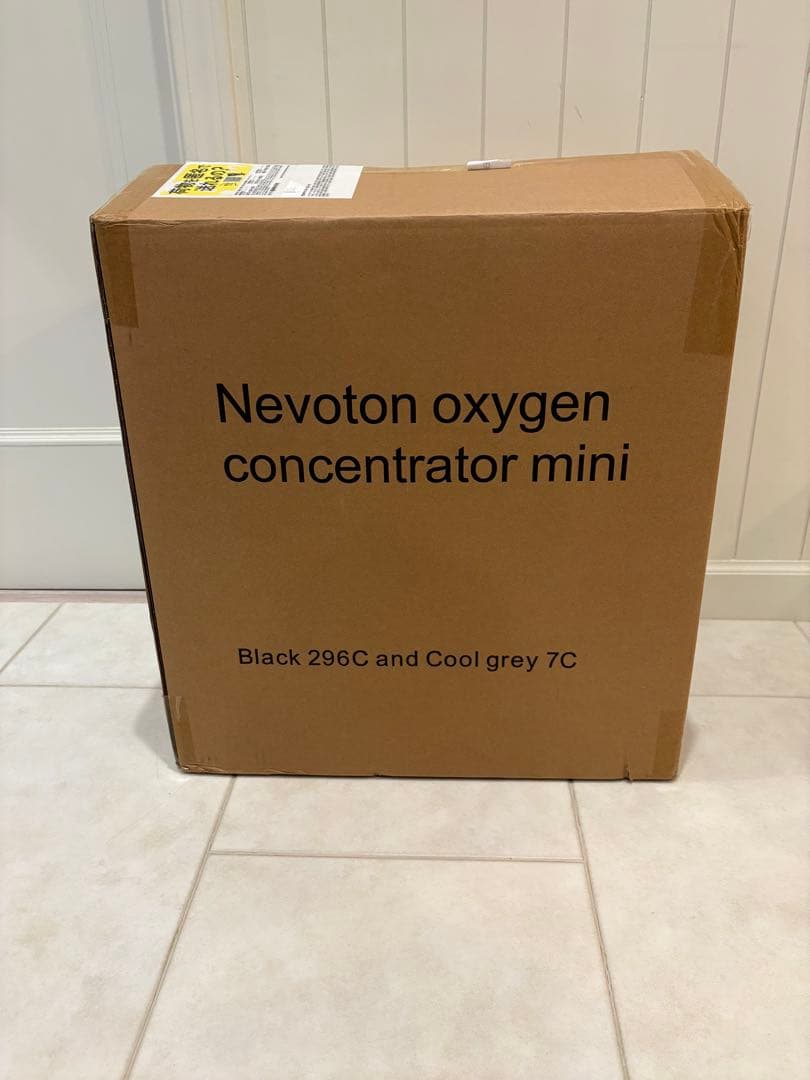 Nevoton oxygen
concentrator mini
Black 296C and Cool grey 7C